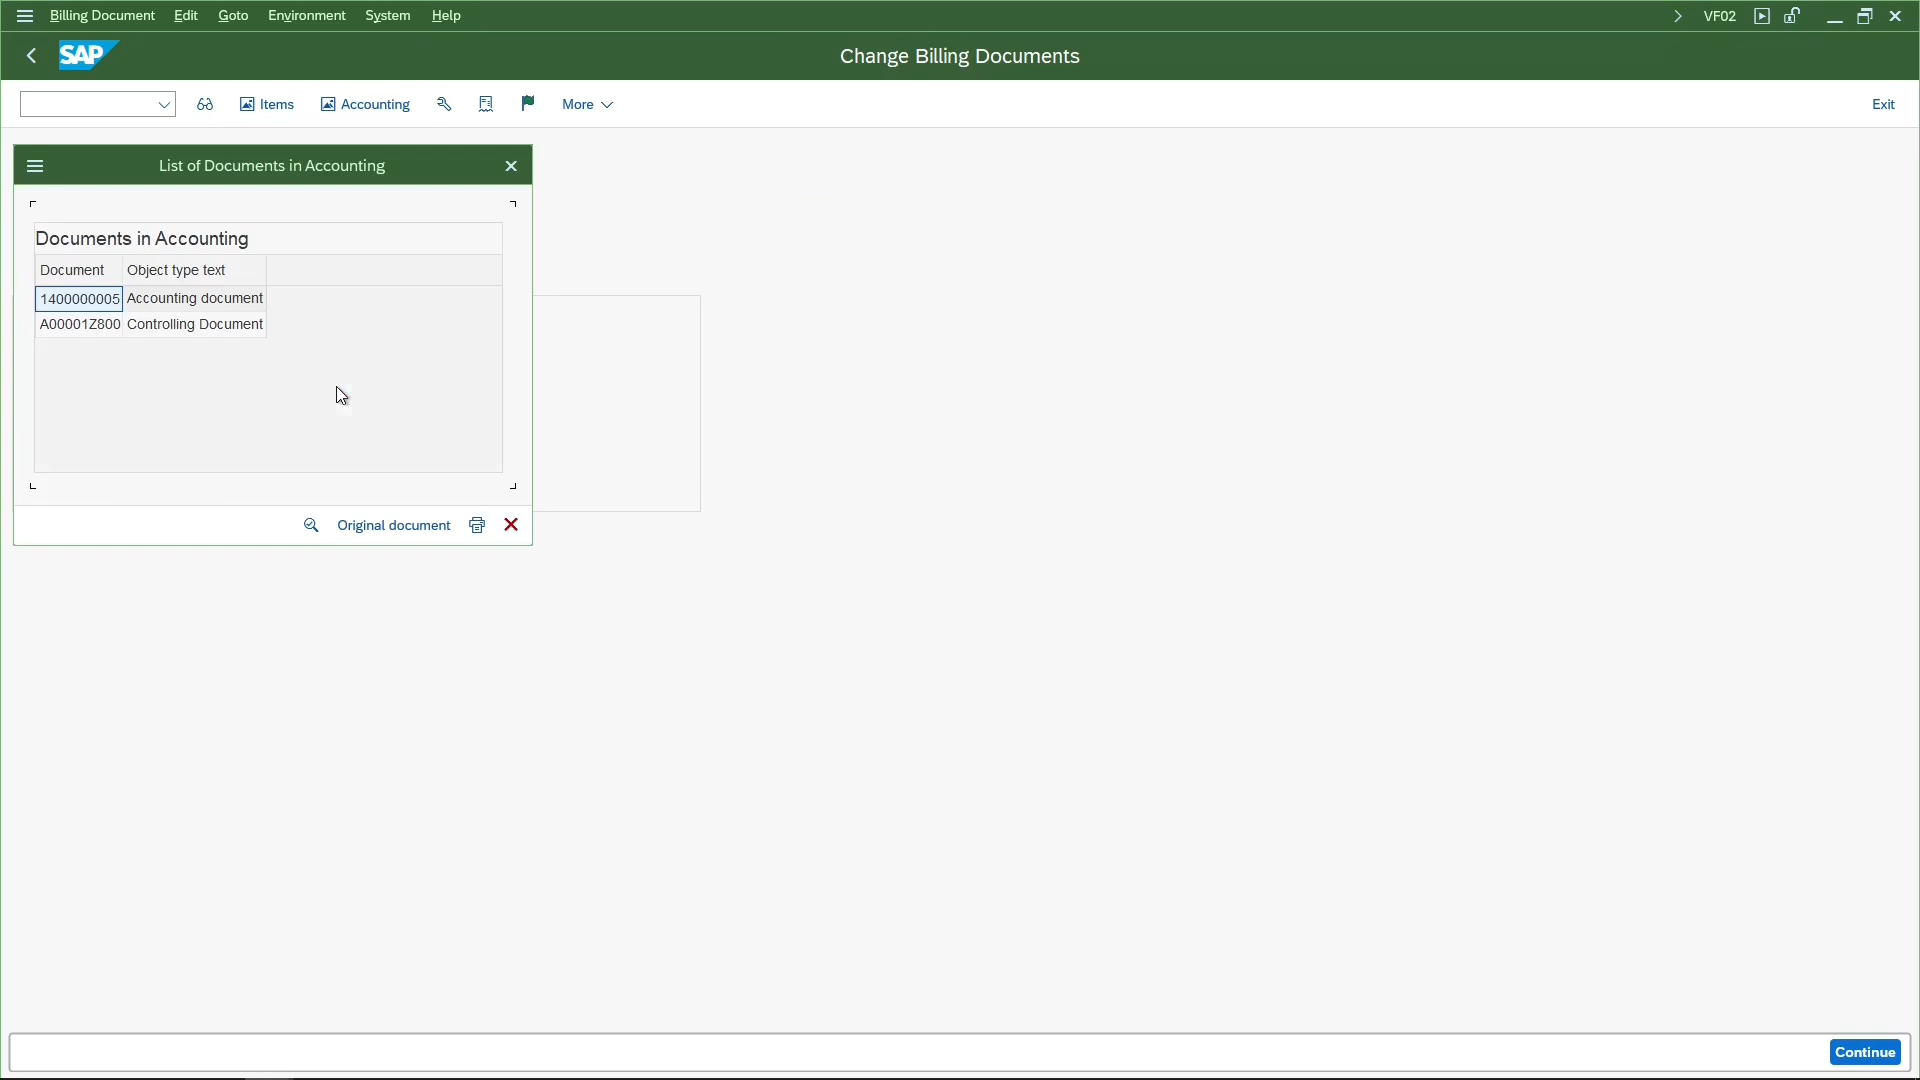 Billing Document Edit Goto Environment System Help VF02
SAP Change Billing Documents
Items Accounting More Exit
List of Documents in Accounting
Documents in Accounting
Document Object type text
1400000005 Accounting document
A00001Z800 Controlling Document
Original document
Continue